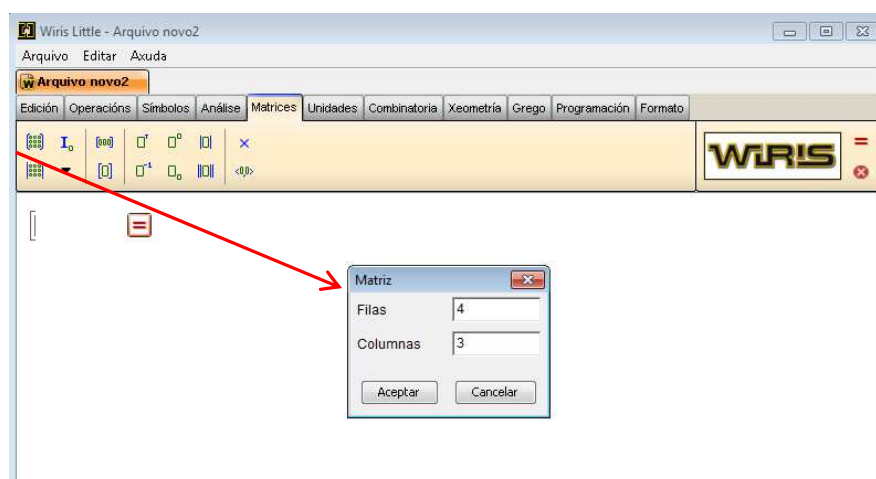 Wiris Little - Arquivo novo2
Arquivo Editar Axuda
Arquivo novo2
Edición Operacións Símbolos Análise Matrices Unidades Combinatoria Xeometría Grego Programación Formato
WiRIS
Matriz
Filas 4
Columnas 3
Aceptar Cancelar